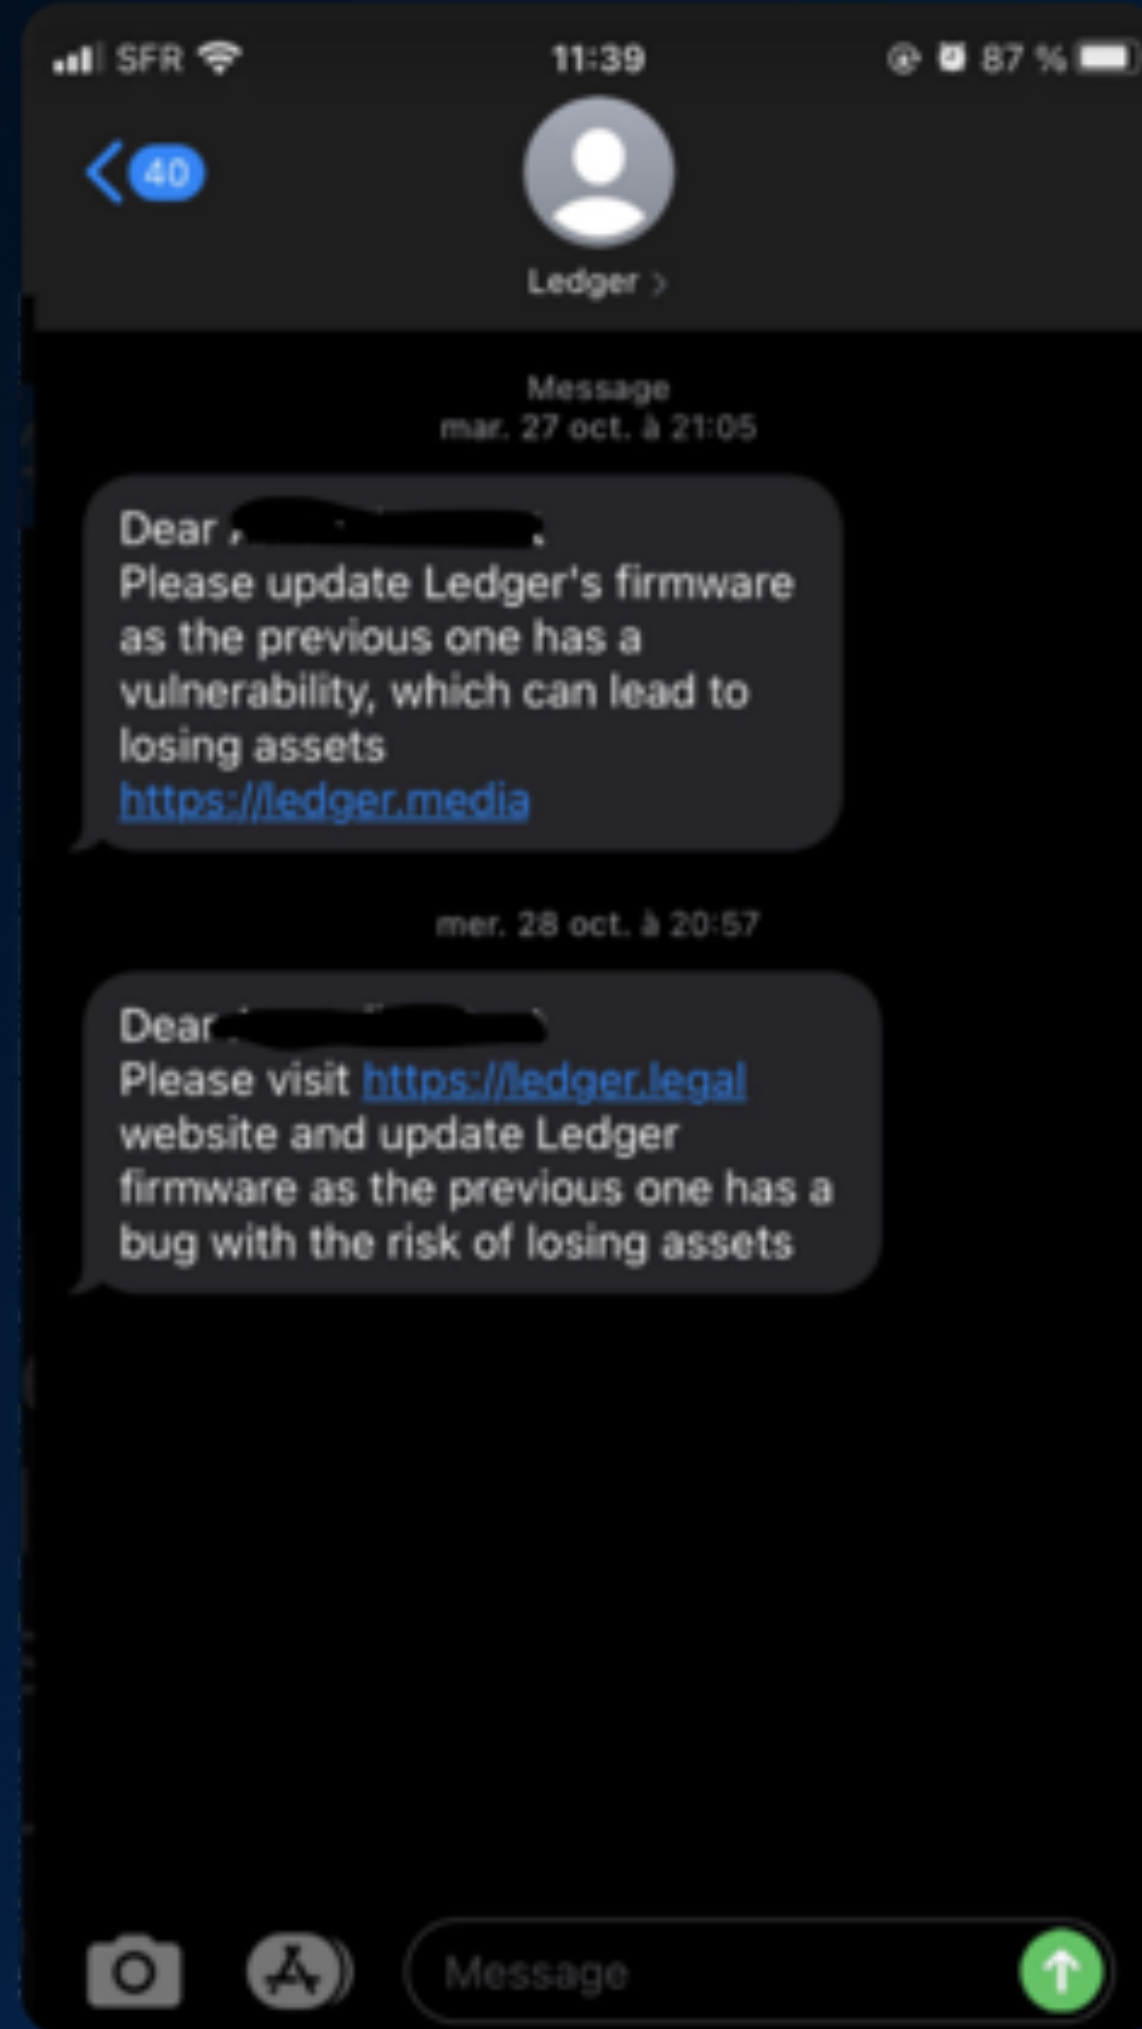 SFR
11:39
87 %
40
Ledger
Message
mar. 27 oct. à 21:05
Dear
Please update Ledger's firmware
as the previous one has a
vulnerability, which can lead to
losing assets
https://ledger.media
mer. 28 oct. à 20:57
Dear
Please visit https://ledger.legal
website and update Ledger
firmware as the previous one has a
bug with the risk of losing assets
Message